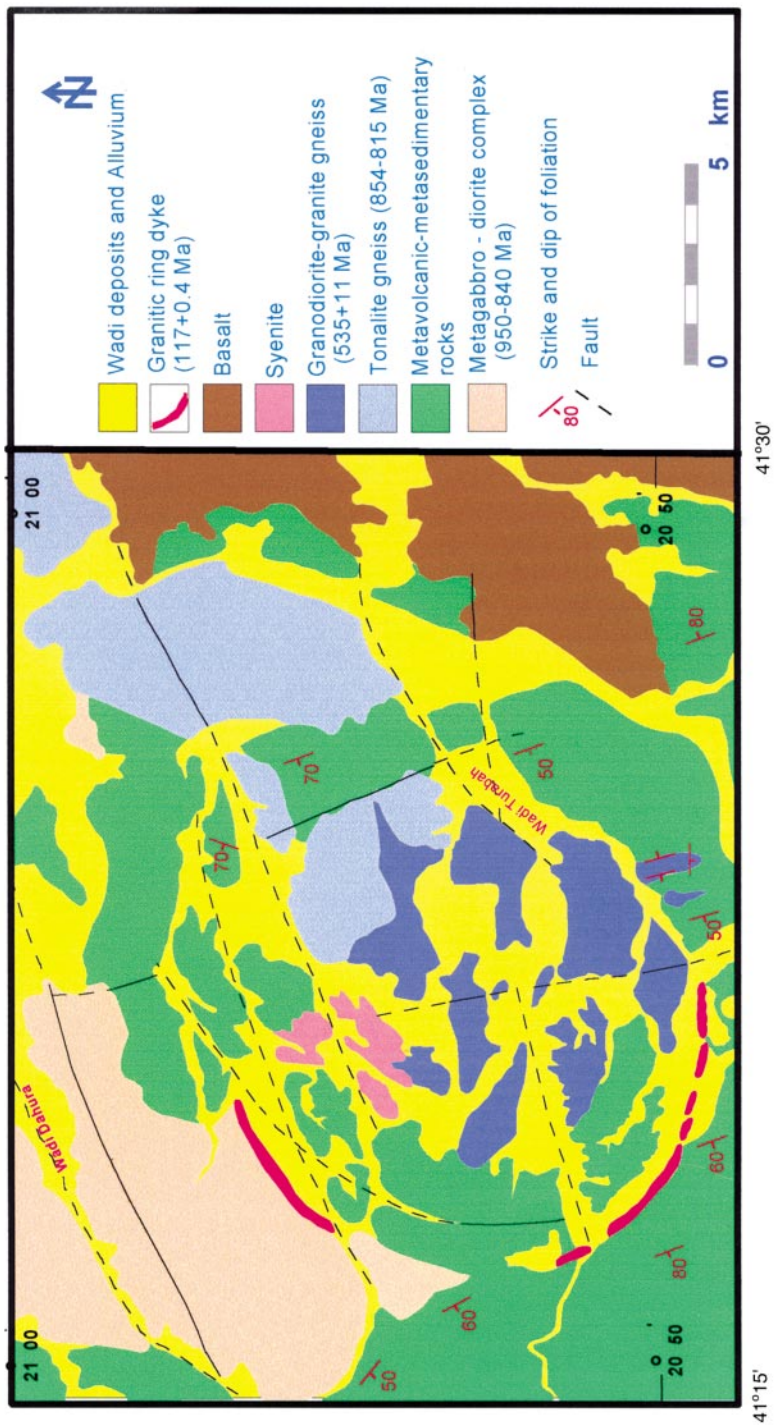 N
Wadi deposits and Alluvium
Granitic ring dyke
(117+0.4 Ma)
Basalt
Syenite
Granodiorite-granite gneiss
(535+11 Ma)
Tonalite gneiss (854-815 Ma)
Metavolcanic-metasedimentary
rocks
Metagabbro - diorite complex
(950-840 Ma)
80
Strike and dip of foliation
Fault
0
5
km
21 00
21 00
Wadi Dahura
70
70
Wadi Turabah
50
80
50
60
80
60
50
20 50'
20 50'
41°15'
41°30'